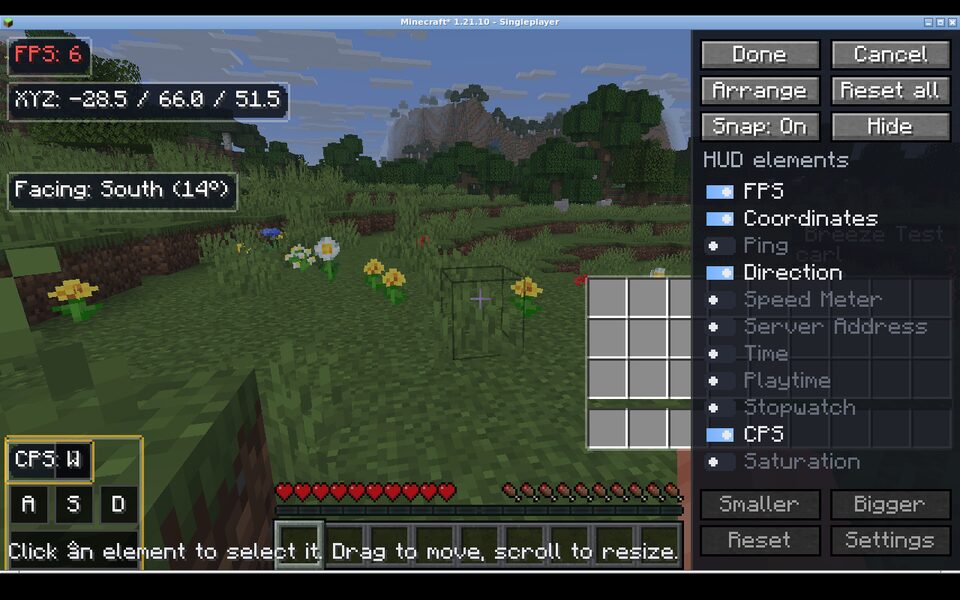 Minecraft* 1.21.10 - Singleplayer
FPS: 6
XYZ: -28.5 / 66.0 / 51.5
Facing: South (14°)
CPS: W
A S D
Click an element to select it. Drag to move, scroll to resize.
Done Cancel
Arrange Reset all
Snap: On Hide
HUD elements
FPS
Coordinates
Breeze Test
Ping
Direction
Speed Meter
Server Address
Time
Playtime
Stopwatch
CPS
Saturation
Smaller Bigger
Reset Settings